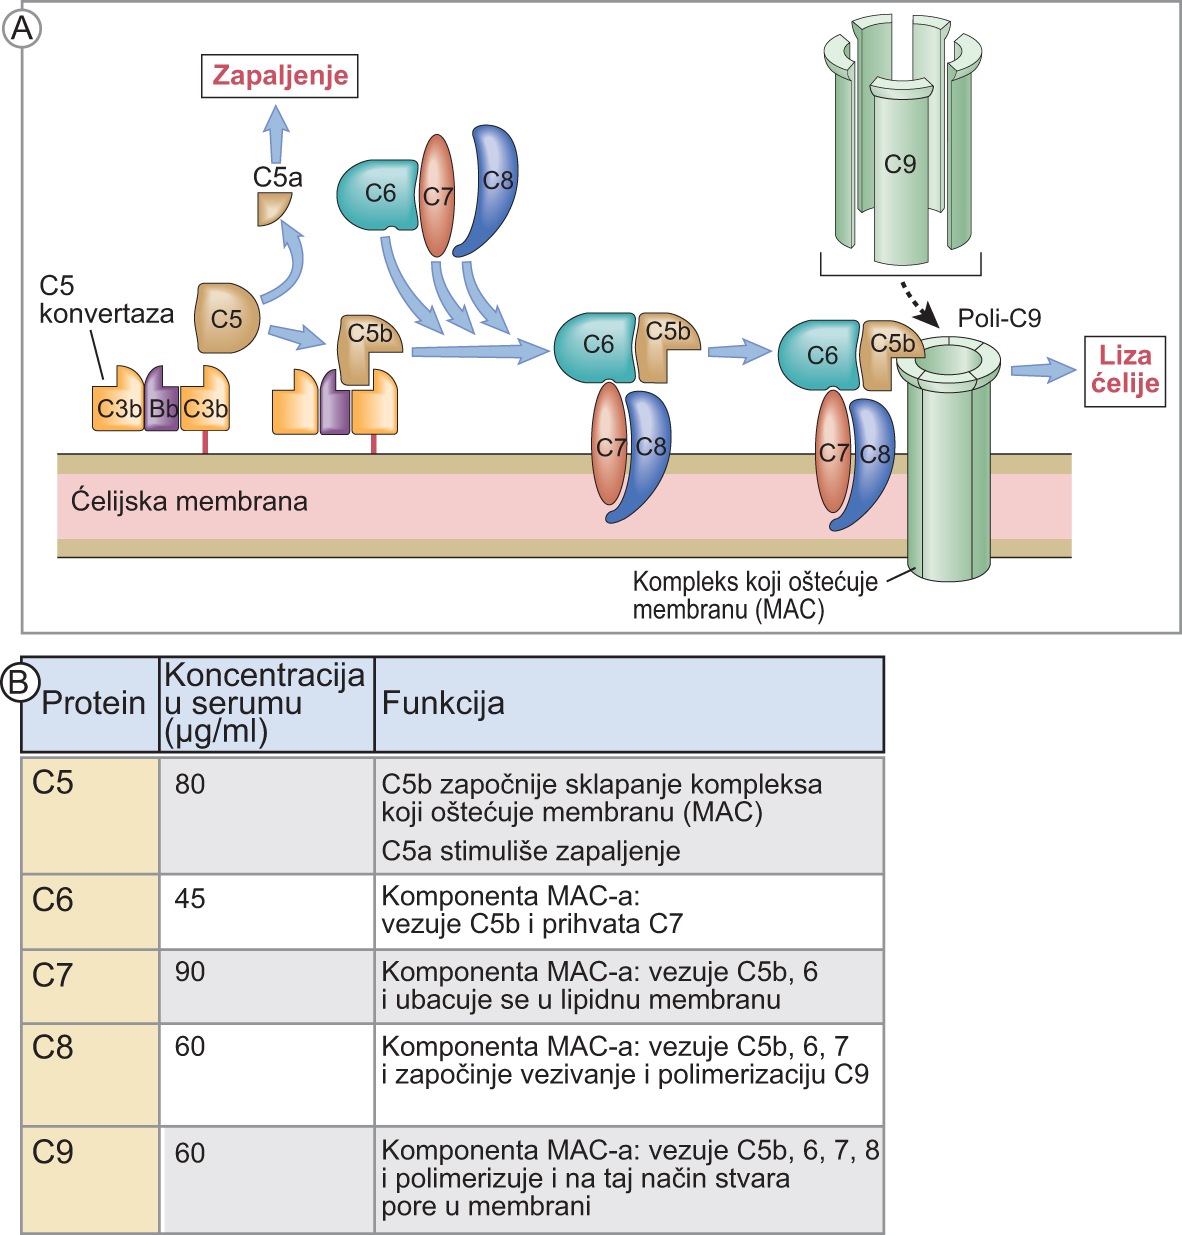 A
Zapaljenje
C5a
C6
C7
C8
C9
C5
konvertaza
C5
C5b
C3b
Bb
C3b
C6
C5b
C7
C8
C6
C5b
C7
C8
Poli-C9
Liza
ćelije
Ćelijska membrana
Kompleks koji oštećuje
membranu (MAC)
B
Protein
Koncentracija
u serumu
(µg/ml)
Funkcija
C5
80
C5b započnije sklapanje kompleksa
koji oštećuje membranu (MAC)
C5a stimuliše zapaljenje
C6
45
Komponenta MAC-a:
vezuje C5b i prihvata C7
C7
90
Komponenta MAC-a: vezuje C5b, 6
i ubacuje se u lipidnu membranu
C8
60
Komponenta MAC-a: vezuje C5b, 6, 7
i započinje vezivanje i polimerizaciju C9
C9
60
Komponenta MAC-a: vezuje C5b, 6, 7, 8
i polimerizuje i na taj način stvara
pore u membrani